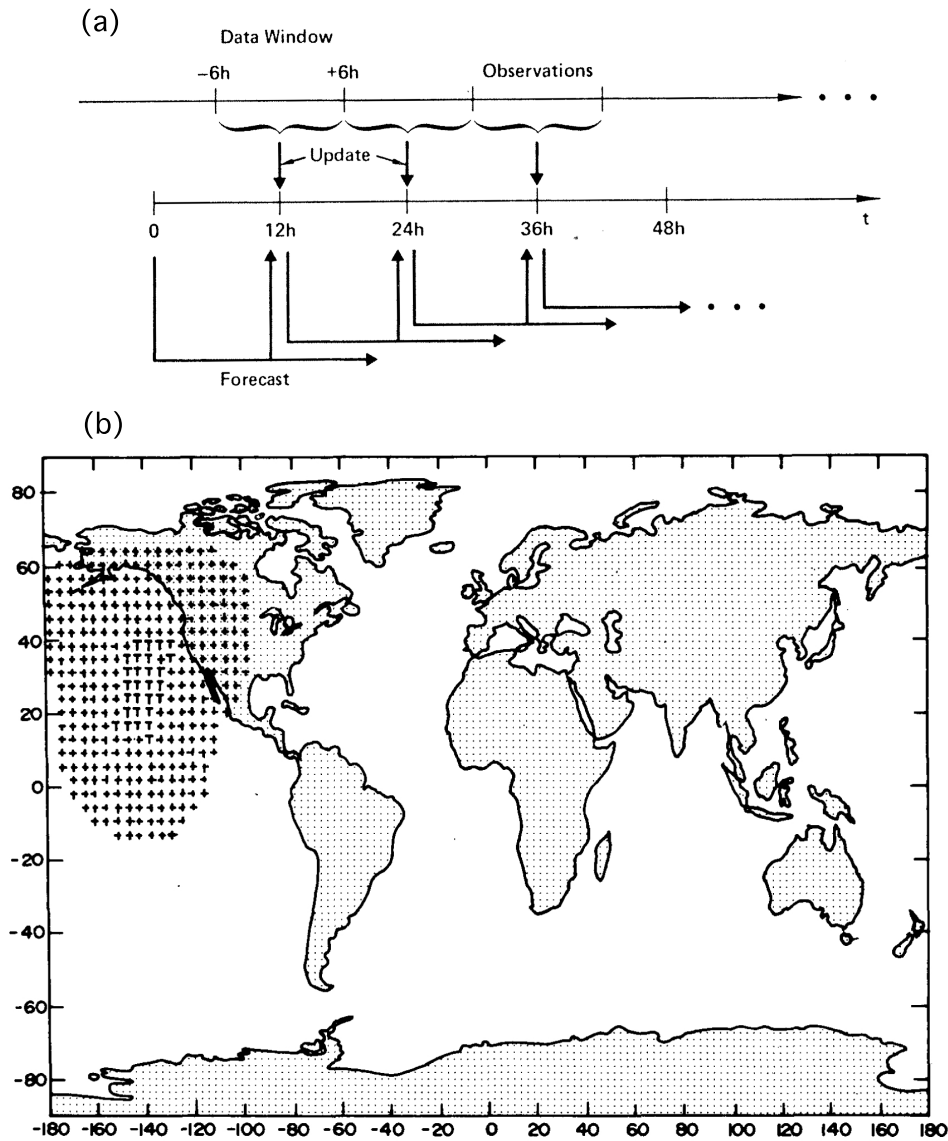 (a)
Data Window
−6h +6h Observations
Update
0 12h 24h 36h 48h t
Forecast
(b)
80
60
40
20
0
-20
-40
-60
-80
-180 -160 -140 -120 -100 -80 -60 -40 -20 0 20 40 60 80 100 120 140 160 180